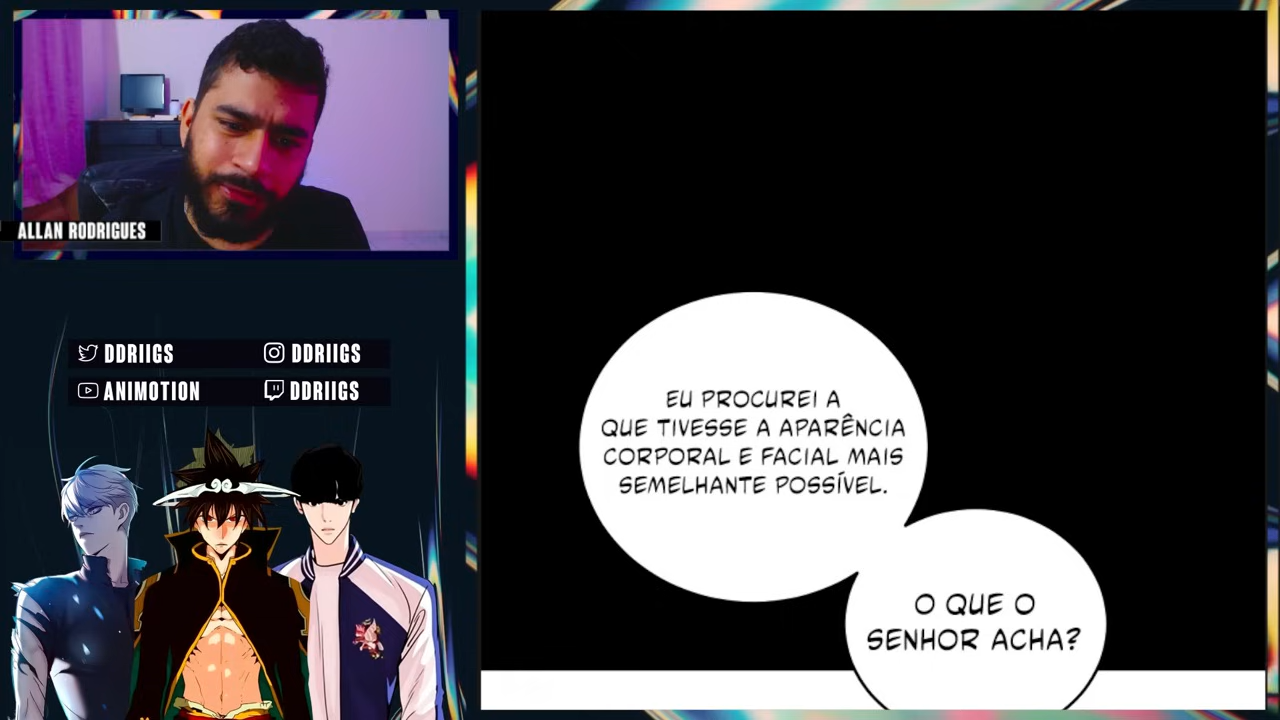 ALLAN RODRIGUES
DDRIIGS
DDRIIGS
ANIMOTION
DDRIIGS
EU PROCUREI A
QUE TIVESSE A APARÊNCIA
CORPORAL E FACIAL MAIS
SEMELHANTE POSSÍVEL.
O QUE O
SENHOR ACHA?